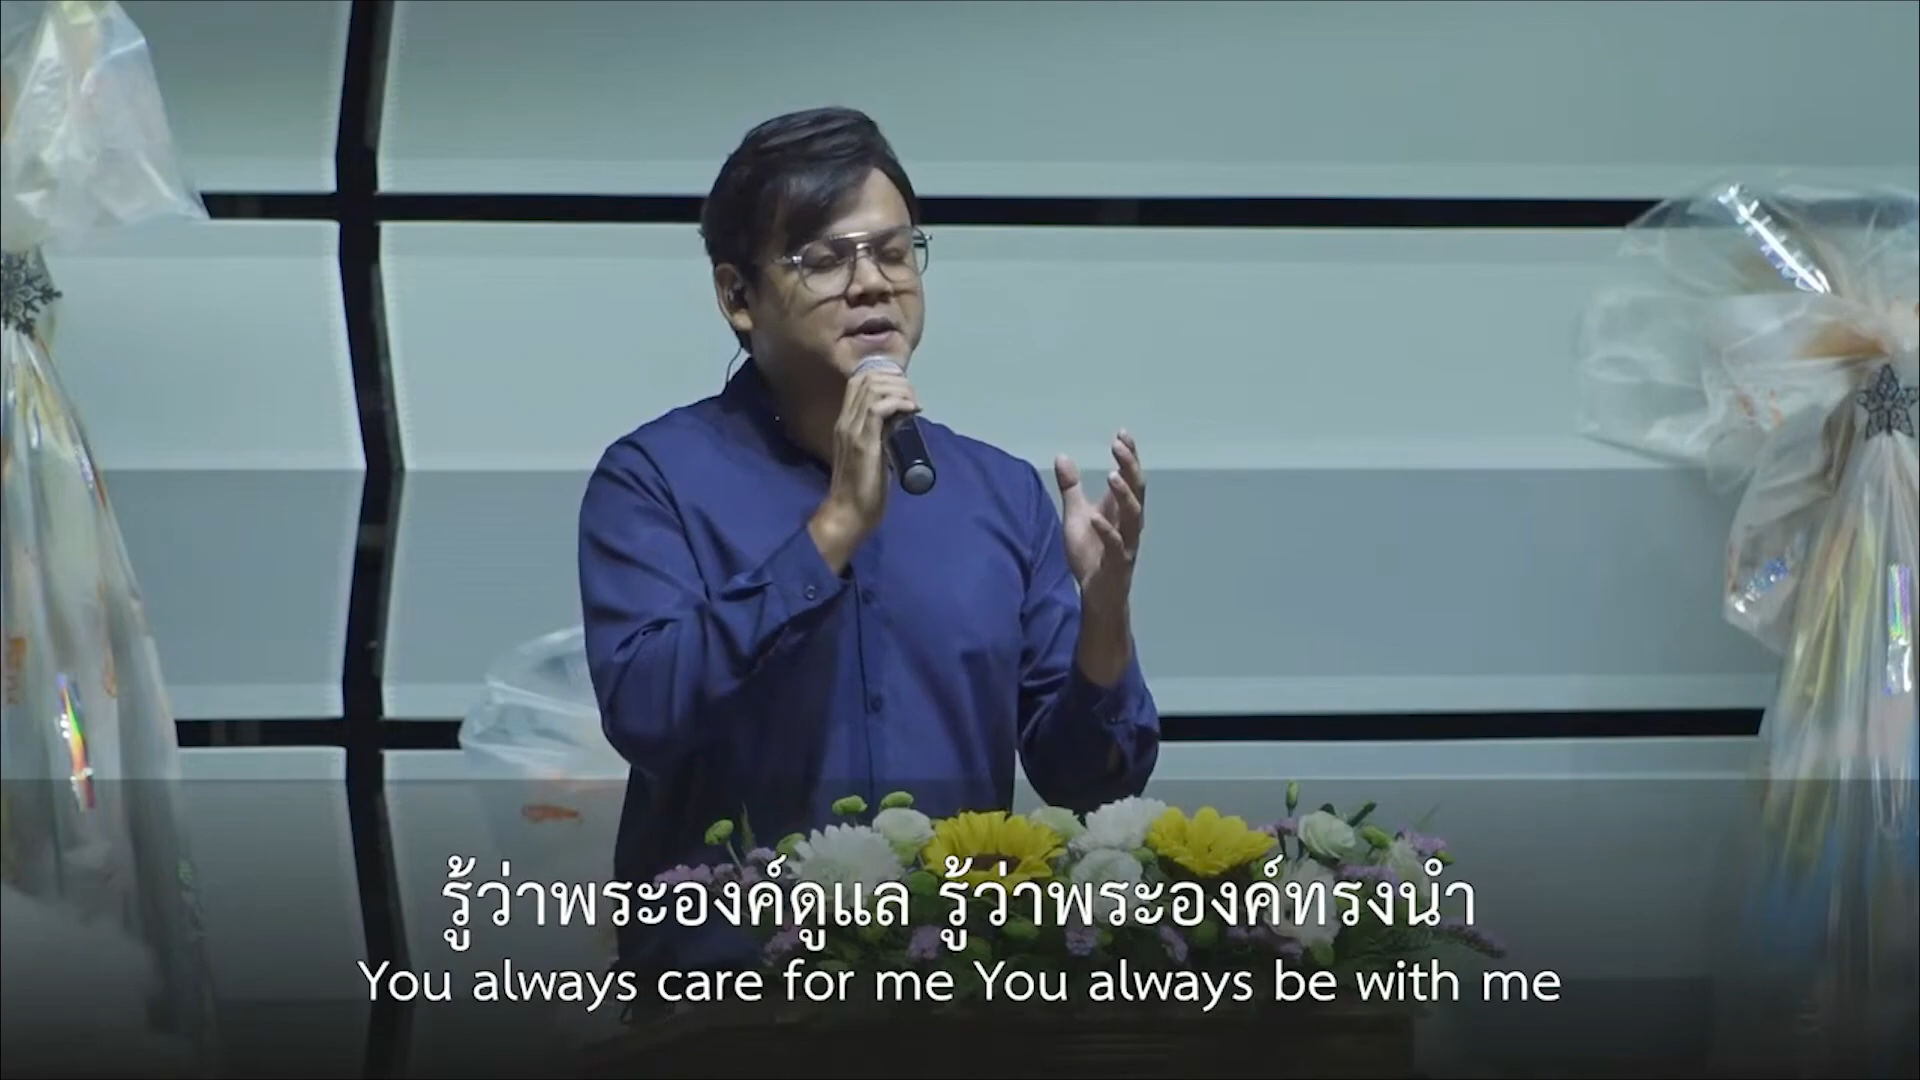 รู้ว่าพระองค์ดูแล รู้ว่าพระองค์ทรงนำ
You always care for me You always be with me